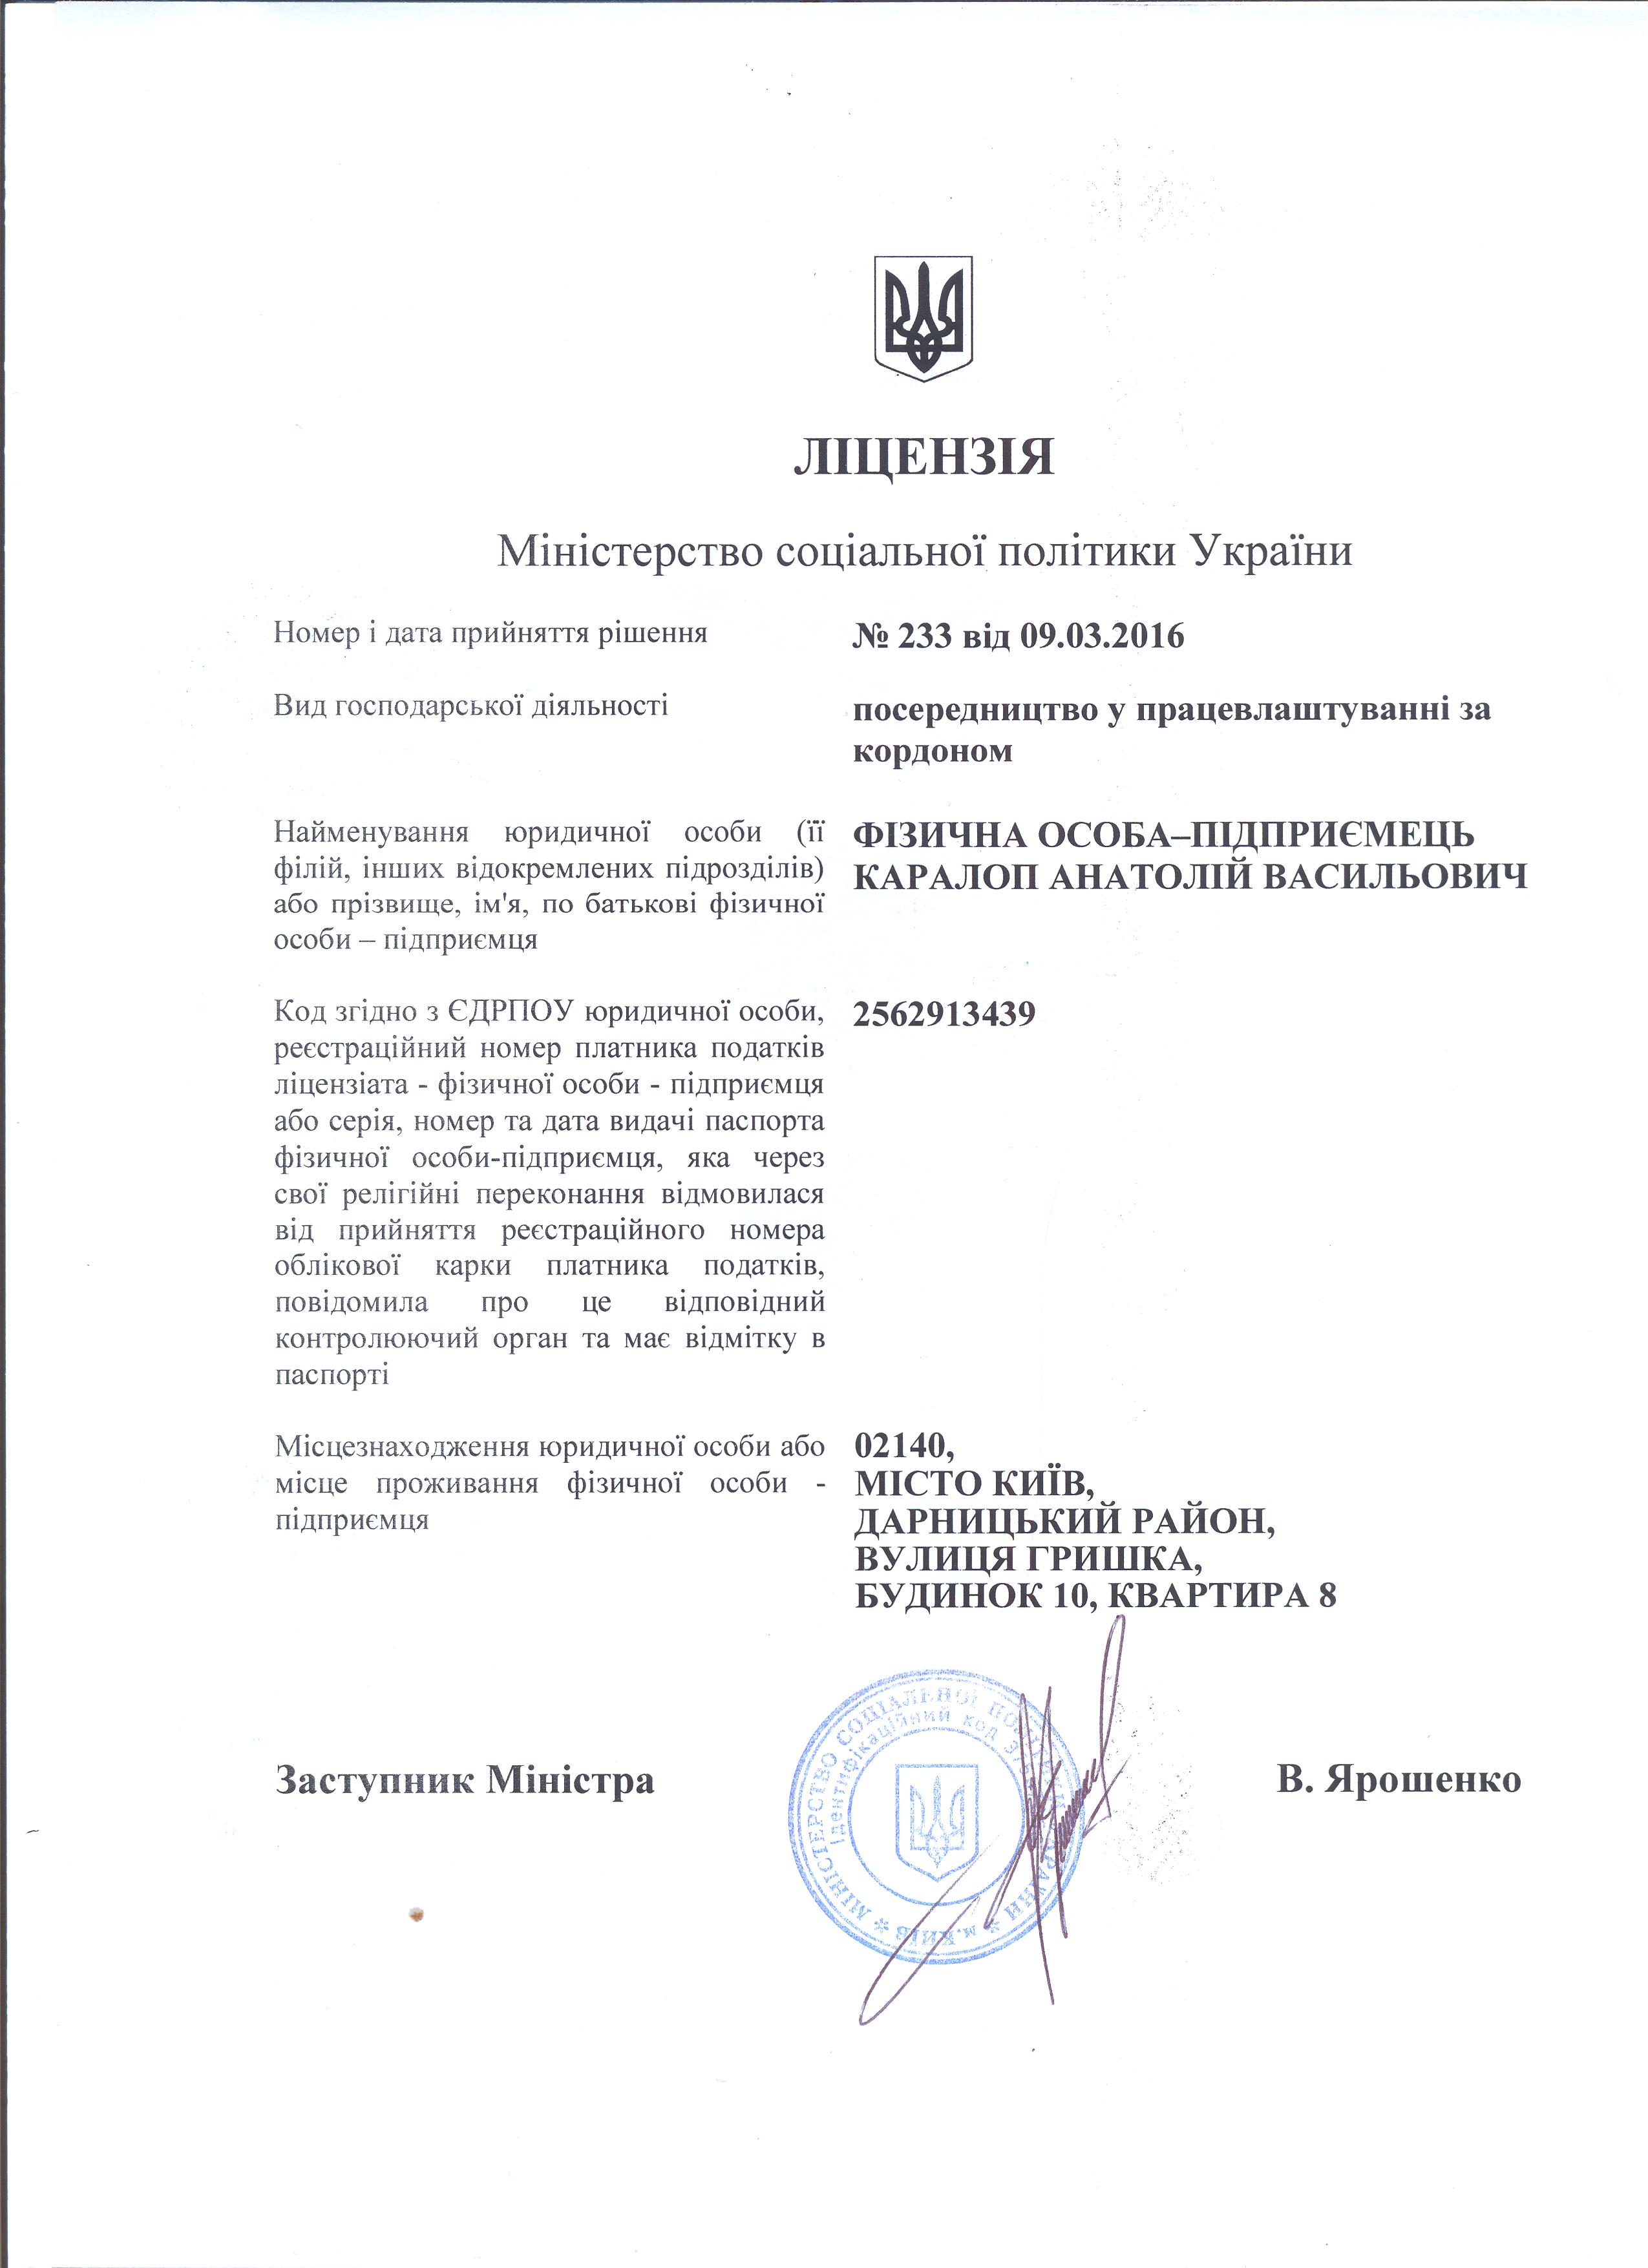 ЛІЦЕНЗІЯ
Міністерство соціальної політики України
Номер і дата прийняття рішення
№ 233 від 09.03.2016
Вид господарської діяльності
посередництво у працевлаштуванні за
кордоном
Найменування юридичної особи (її
філій, інших відокремлених підрозділів)
або прізвище, ім'я, по батькові фізичної
особи – підприємця
ФІЗИЧНА ОСОБА–ПІДПРИЄМЕЦЬ
КАРАЛОП АНАТОЛІЙ ВАСИЛЬОВИЧ
Код згідно з ЄДРПОУ юридичної особи,
реєстраційний номер платника податків
ліцензіата - фізичної особи - підприємця
або серія, номер та дата видачі паспорта
фізичної особи-підприємця, яка через
свої релігійні переконання відмовилася
від прийняття реєстраційного номера
облікової карки платника податків,
повідомила про це відповідний
контролюючий орган та має відмітку в
паспорті
2562913439
Місцезнаходження юридичної особи або
місце проживання фізичної особи -
підприємця
02140,
МІСТО КИЇВ,
ДАРНИЦЬКИЙ РАЙОН,
ВУЛИЦЯ ГРИШКА,
БУДИНОК 10, КВАРТИРА 8
Заступник Міністра
В. Ярошенко
МІНІСТЕРСТВО СОЦІАЛЬНОЇ ПОЛІТИКИ УКРАЇНИ * м.КИЇВ *
Ідентифікаційний код